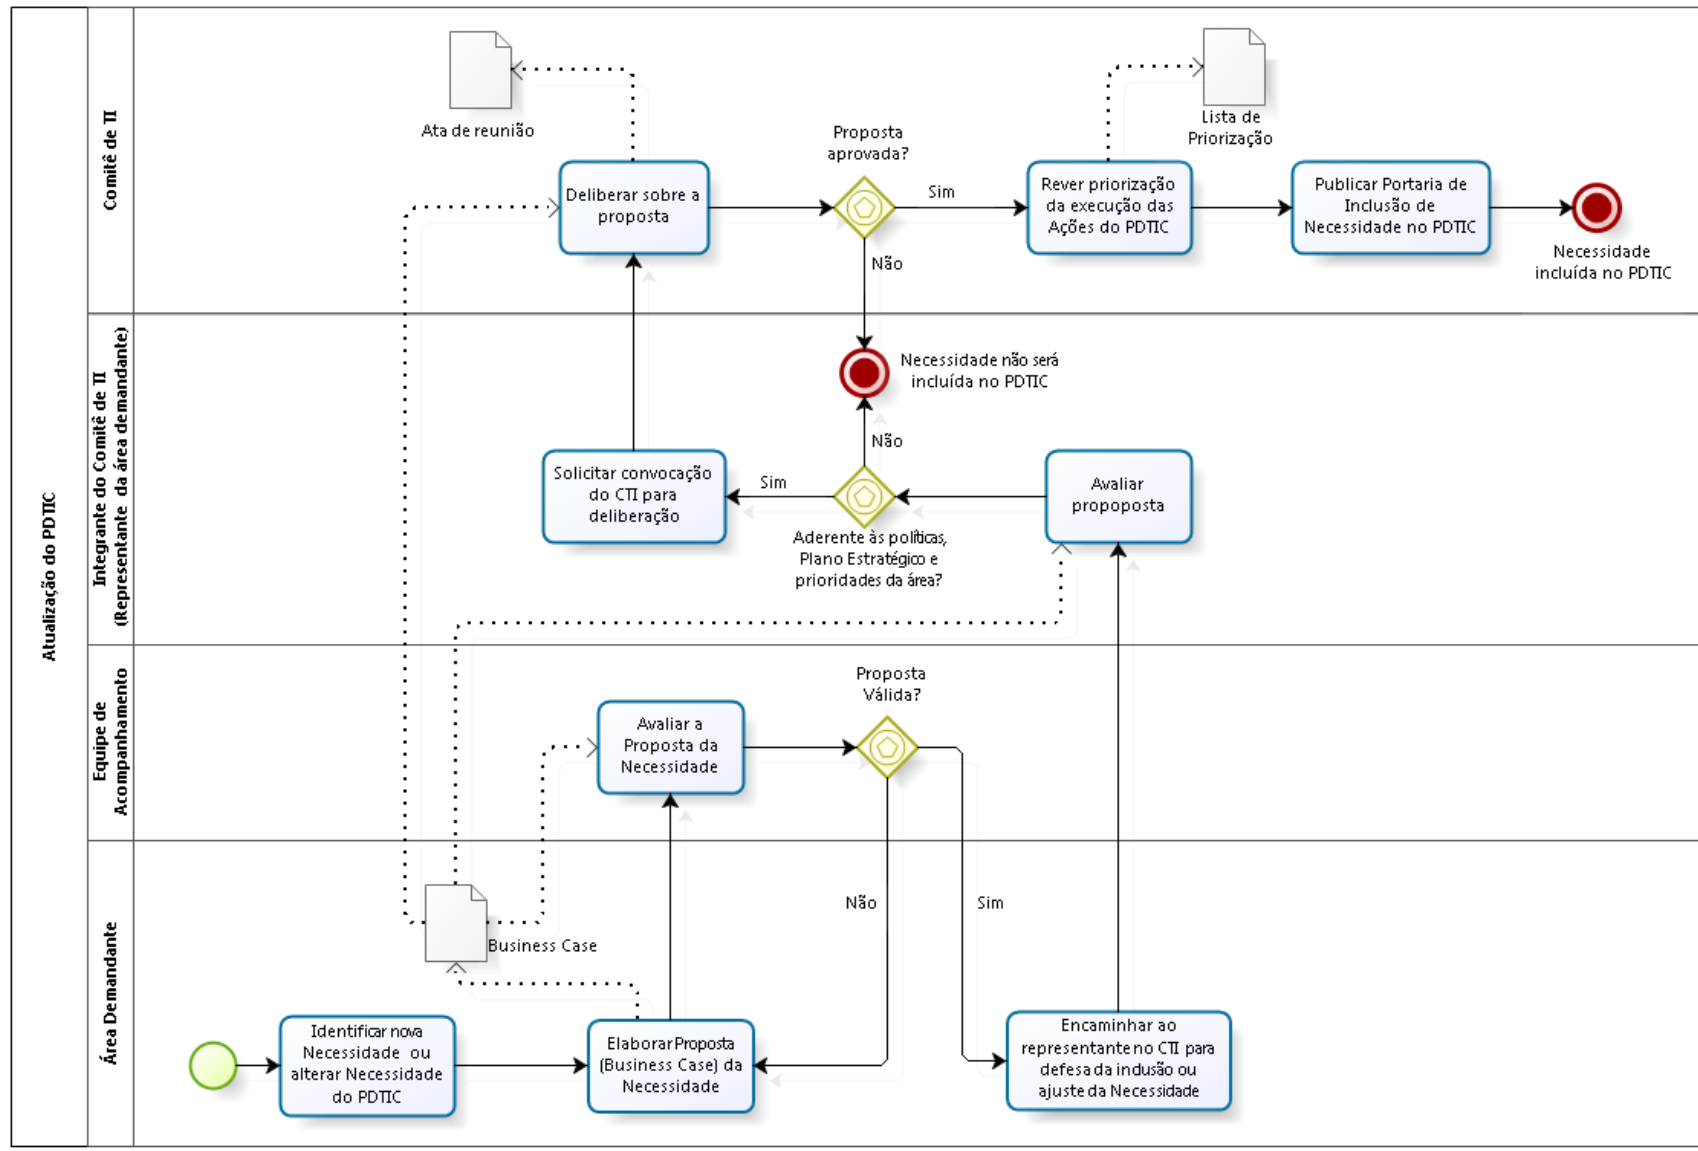 Atualização do PDTIC
Comitê de TI
Ata de reunião
Deliberar sobre a
proposta
Proposta
aprovada?
Sim
Não
Rever priorização
da execução das
Ações do PDTIC
Lista de
Priorização
Publicar Portaria de
Inclusão de
Necessidade no PDTIC
Necessidade
incluída no PDTIC
Integrante do Comitê de TI
(Representante da área demandante)
Necessidade não será
incluída no PDTIC
Não
Solicitar convocação
do CTI para
deliberação
Sim
Aderente às políticas,
Plano Estratégico e
prioridades da área?
Avaliar
propoposta
Equipe de
Acompanhamento
Avaliar a
Proposta da
Necessidade
Proposta
Válida?
Área Demandante
Não
Sim
Business Case
Identificar nova
Necessidade ou
alterar Necessidade
do PDTIC
Elaborar Proposta
(Business Case) da
Necessidade
Encaminhar ao
representante no CTI para
defesa da inclusão ou
ajuste da Necessidade